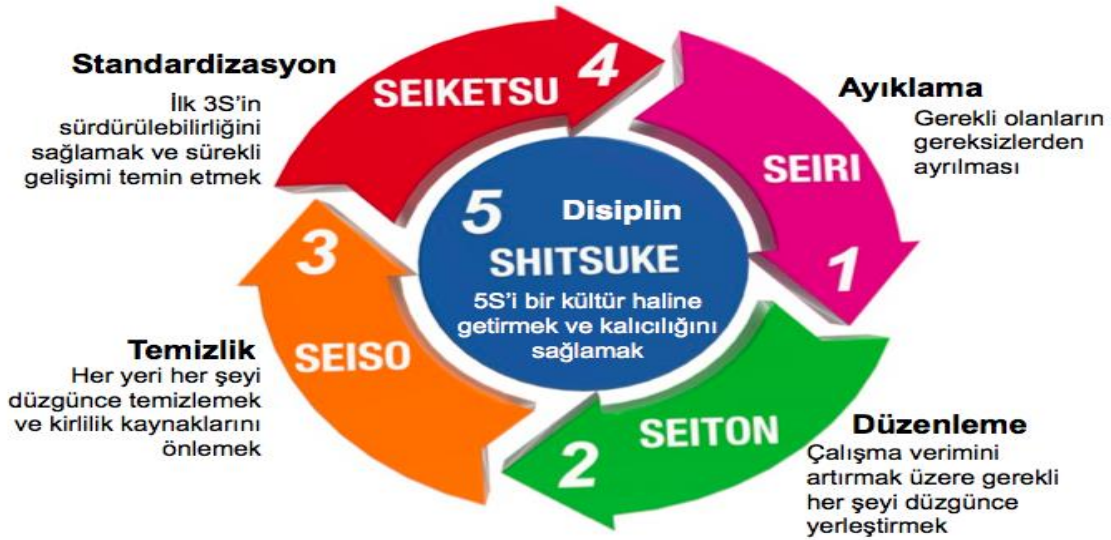 Standardizasyon
İlk 3S’in
sürdürülebilirliğini
sağlamak ve sürekli
gelişimi temin etmek
SEIKETSU 4
Ayıklama
Gerekli olanların
gereksizlerden
ayrılması
SEIRI
1
5 Disiplin
SHITSUKE
5S’i bir kültür haline
getirmek ve kalıcılığını
sağlamak
3
SEISO
Temizlik
Her yeri her şeyi
düzgünce temizlemek
ve kirlilik kaynaklarını
önlemek
SEITON
2
Düzenleme
Çalışma verimini
artırmak üzere gerekli
her şeyi düzgünce
yerleştirmek